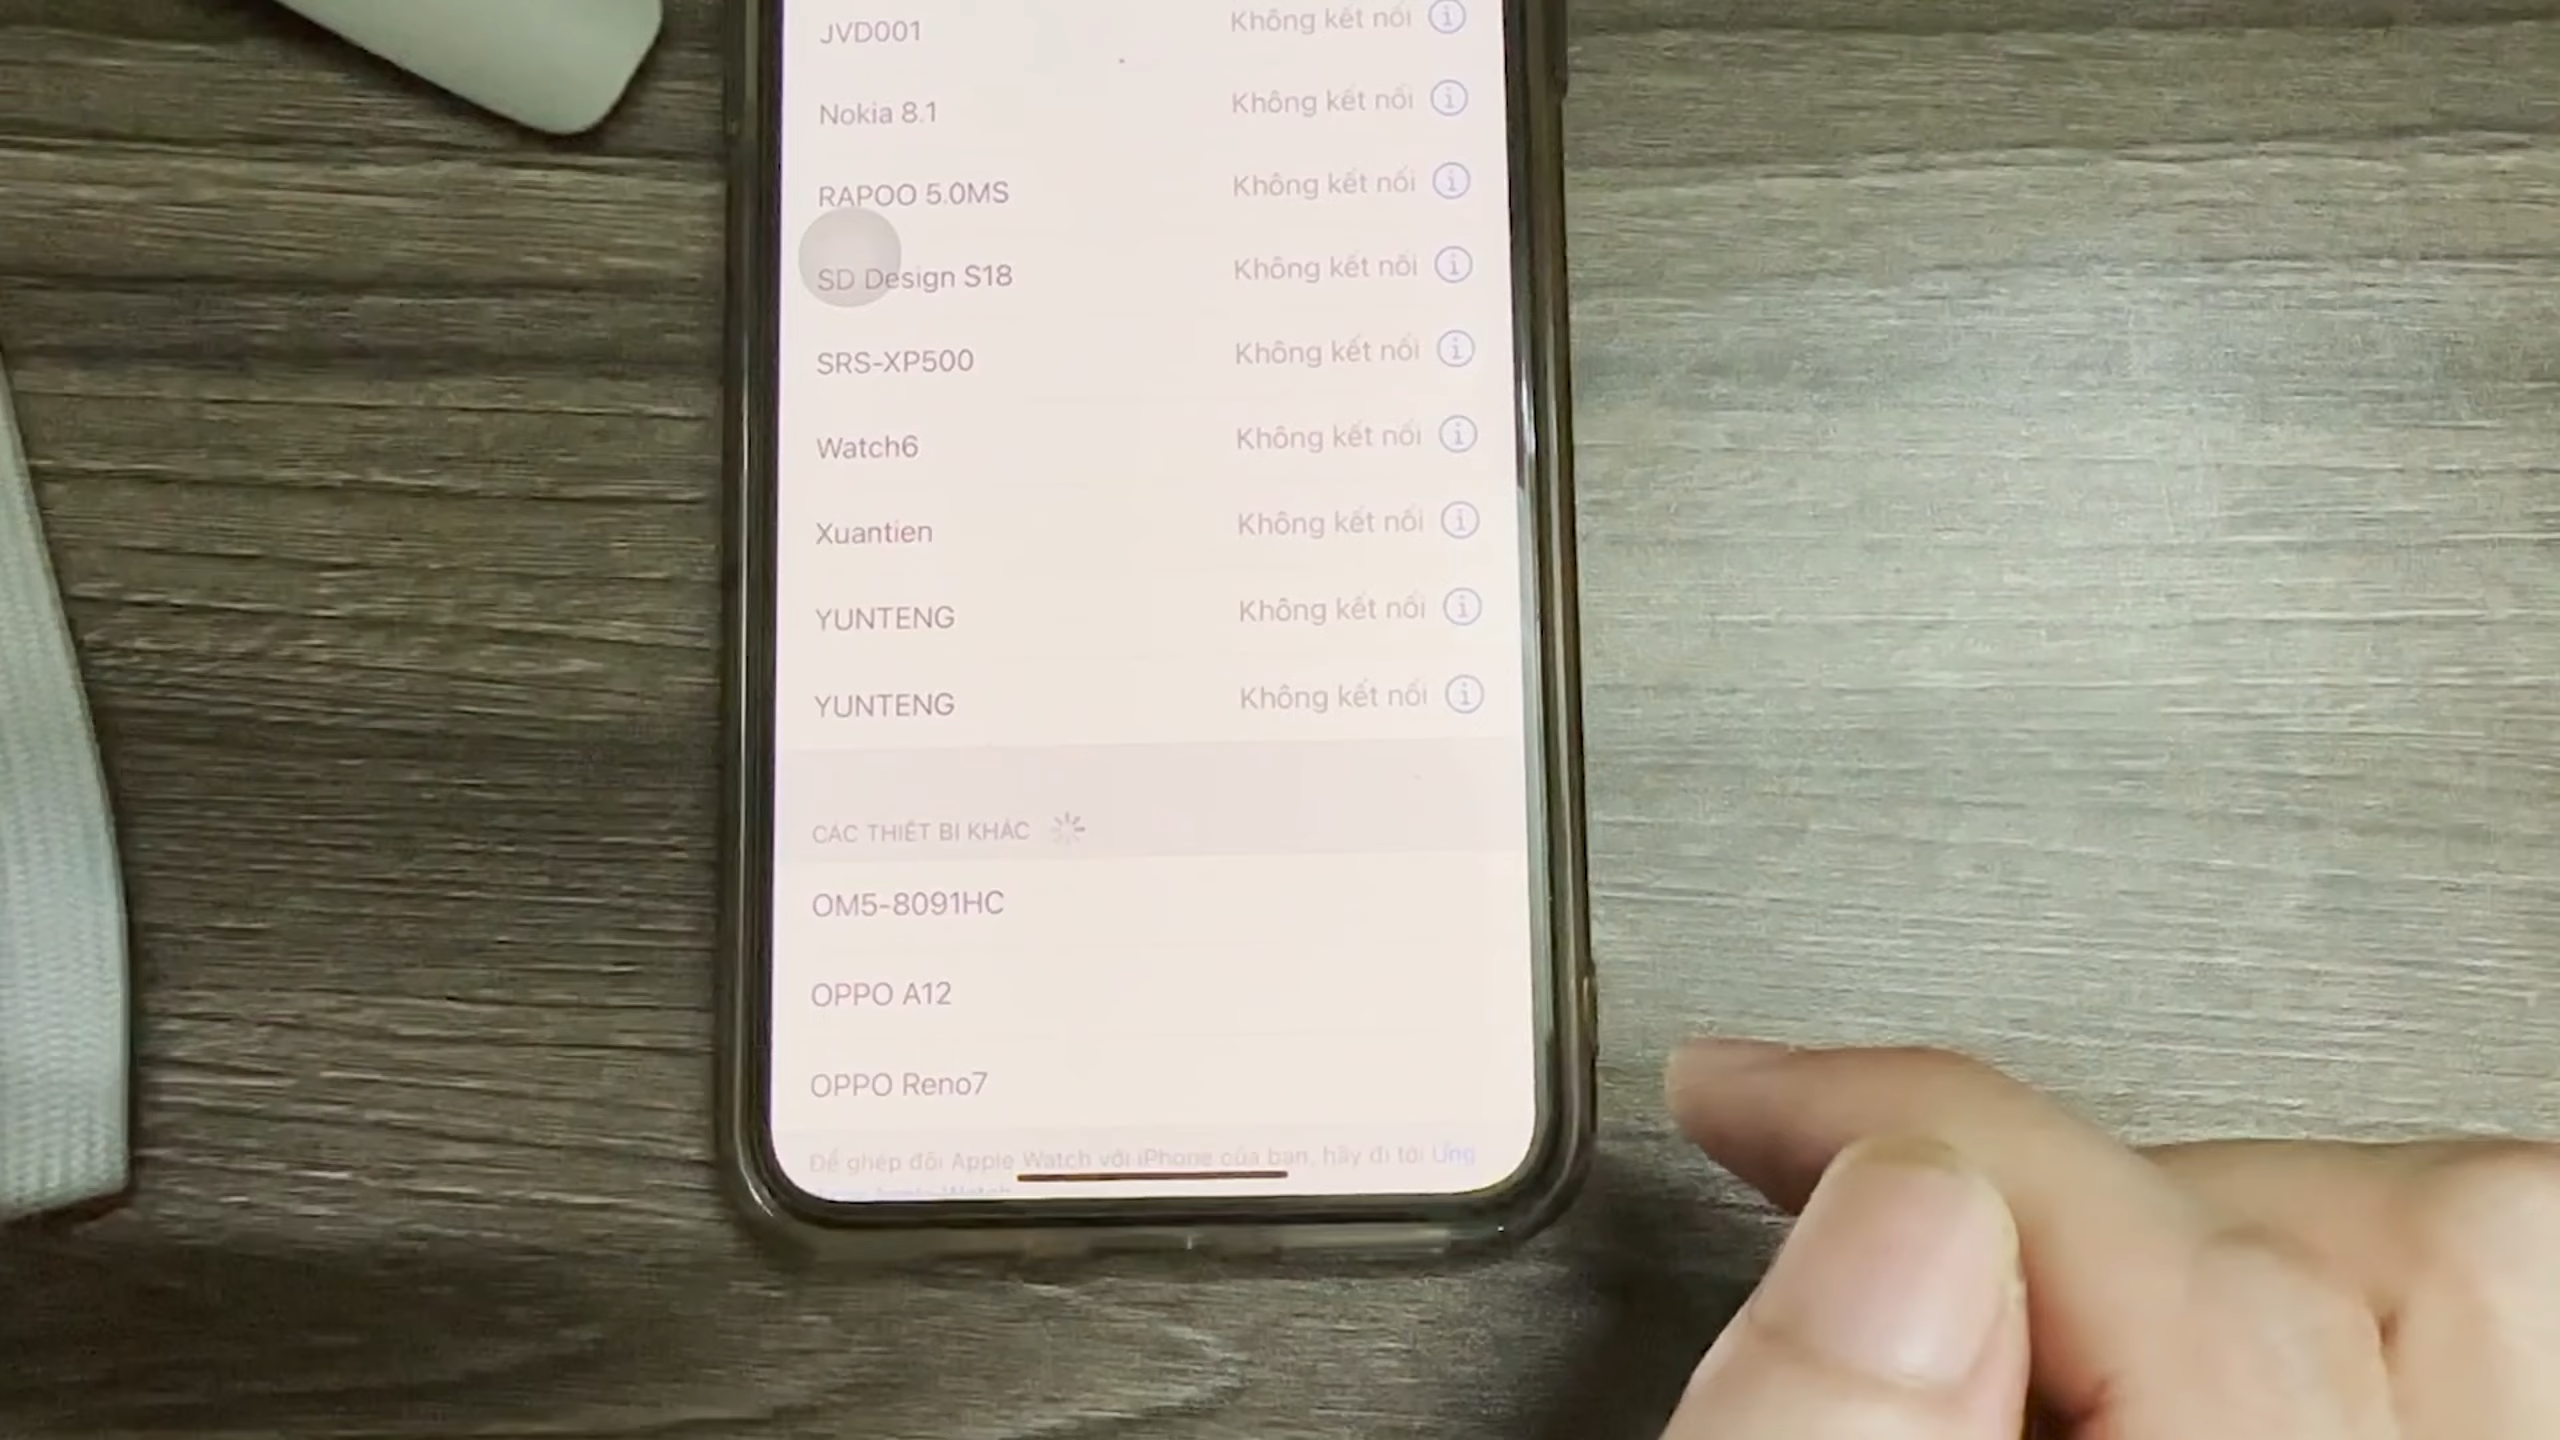 JVD001 Không kết nối
Nokia 8.1 Không kết nối
RAPOO 5.0MS Không kết nối
SD Design S18 Không kết nối
SRS-XP500 Không kết nối
Watch6 Không kết nối
Xuantien Không kết nối
YUNTENG Không kết nối
YUNTENG Không kết nối
CÁC THIẾT BỊ KHÁC
OM5-8091HC
OPPO A12
OPPO Reno7
Để ghép đôi Apple Watch với iPhone của bạn, hãy đi tới Ứng
Apple Watch